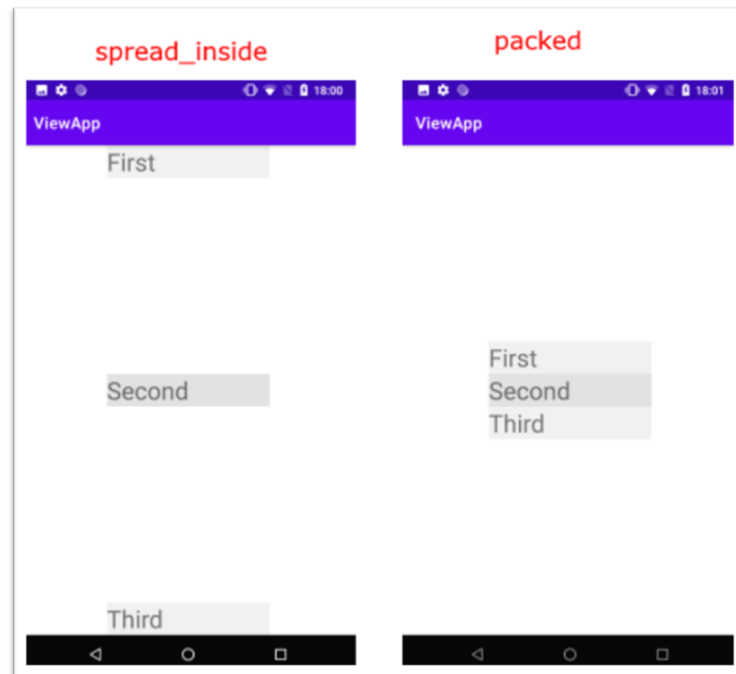 spread_inside
18:00
ViewApp
First
Second
Third
packed
18:01
ViewApp
First
Second
Third